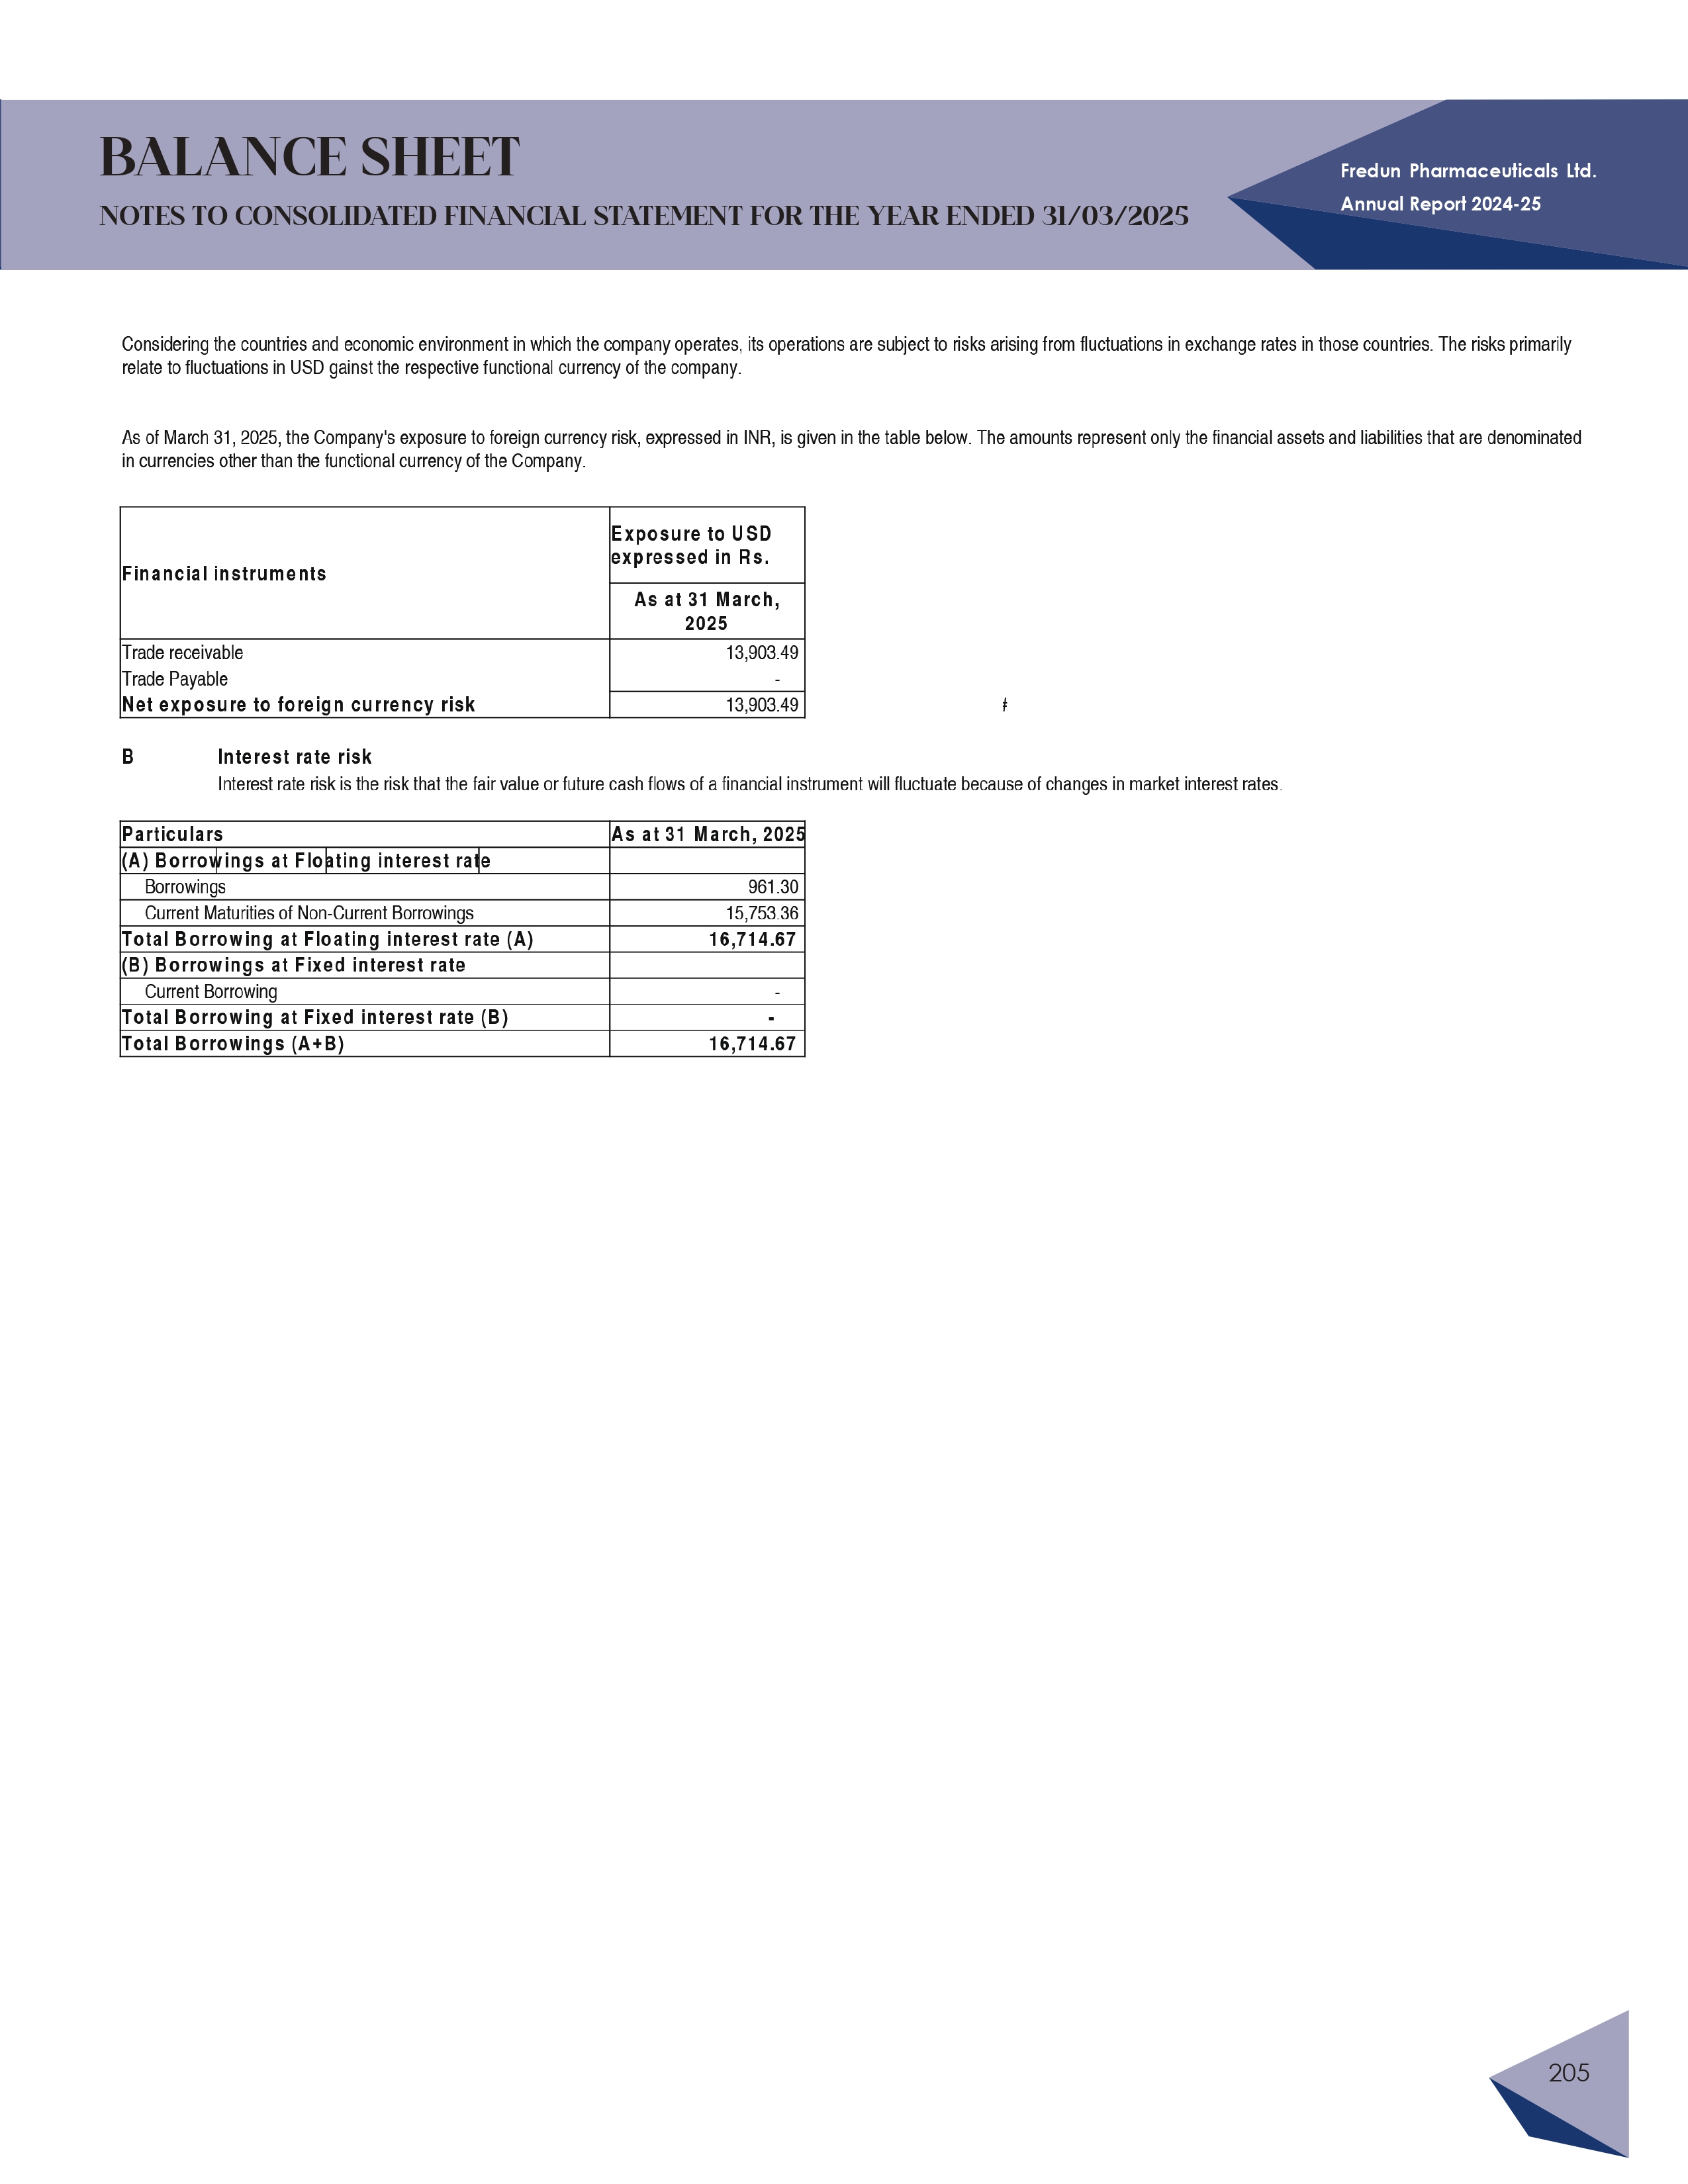 BALANCE SHEET
NOTES TO CONSOLIDATED FINANCIAL STATEMENT FOR THE YEAR ENDED 31/03/2025
Fredun Pharmaceuticals Ltd.
Annual Report 2024-25
Considering the countries and economic environment in which the company operates, its operations are subject to risks arising from fluctuations in exchange rates in those countries. The risks primarily
relate to fluctuations in USD gainst the respective functional currency of the company.
As of March 31, 2025, the Company's exposure to foreign currency risk, expressed in INR, is given in the table below. The amounts represent only the financial assets and liabilities that are denominated
in currencies other than the functional currency of the Company.
Financial instruments
Exposure to USD
expressed in Rs.
As at 31 March,
2025
Trade receivable 13,903.49
Trade Payable -
Net exposure to foreign currency risk 13,903.49
B Interest rate risk
Interest rate risk is the risk that the fair value or future cash flows of a financial instrument will fluctuate because of changes in market interest rates.
Particulars As at 31 March, 2025
(A) Borrowings at Floating interest rate
Borrowings 961.30
Current Maturities of Non-Current Borrowings 15,753.36
Total Borrowing at Floating interest rate (A) 16,714.67
(B) Borrowings at Fixed interest rate
Current Borrowing -
Total Borrowing at Fixed interest rate (B) -
Total Borrowings (A+B) 16,714.67
205